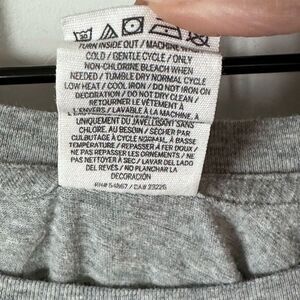 TURN INSIDE OUT / MACHINE
COLD / GENTLE CYCLE / ONLY
NON-CHLORINE BLEACH WHEN
NEEDED / TUMBLE DRY NORMAL CYCLE
LOW HEAT / COOL IRON / DO NOT IRON ON
DECORATION / DO NOT DRY CLEAN /
RETOURNER LE VÊTEMENT À
L'ENVERS / LAVABLE À LA MACHINE, À
UNIQUEMENT DU JAVELLISANT SANS
CHLORE, AU BESOIN / SÉCHER PAR
CULBUTAGE À CYCLE NORMAL, À BASSE
TEMPÉRATURE / REPASSER À FER DOUX /
NE PAS REPASSER LES ORNEMENTS / NE
PAS NETTOYER À SEC / LAVAR DEL LADO
DEL REVÉS / NO PLANCHAR LA
DECORACIÓN
RN# 54867 / CA# 23225